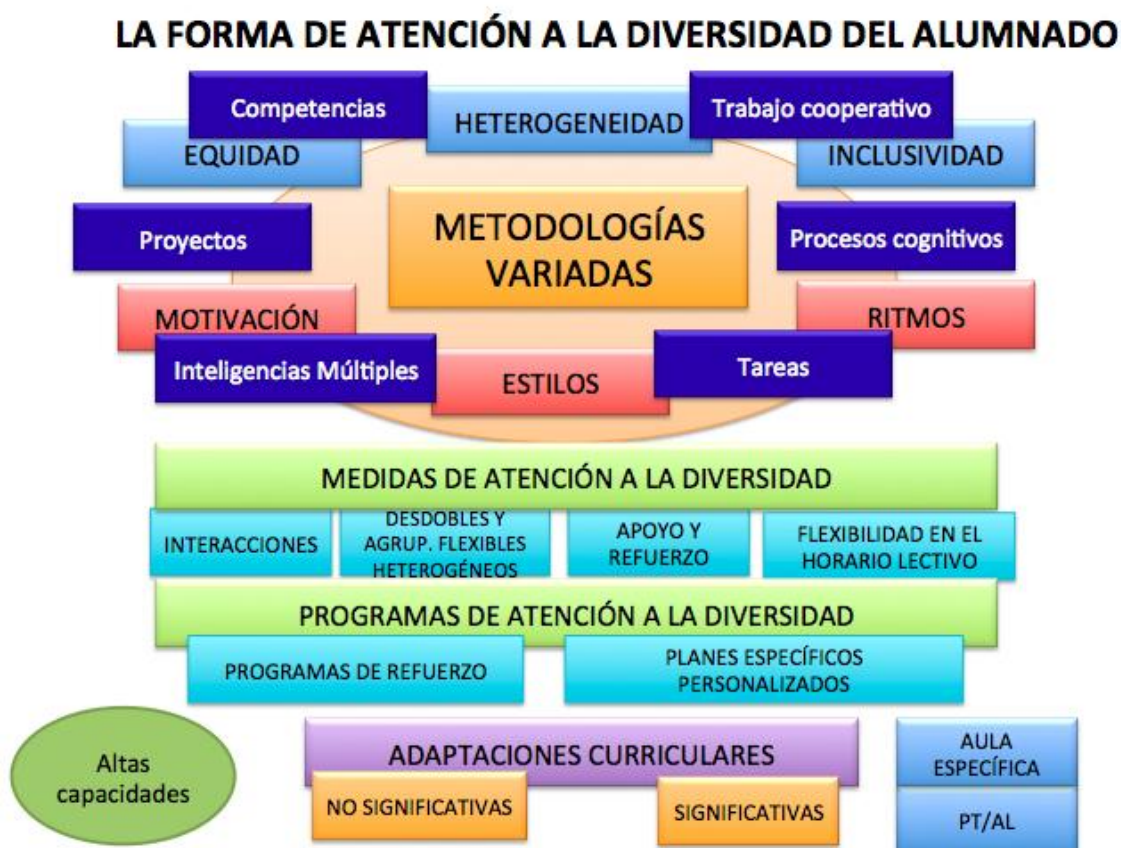 LA FORMA DE ATENCIÓN A LA DIVERSIDAD DEL ALUMNADO
Competencias
HETEROGENEIDAD
Trabajo cooperativo
EQUIDAD
INCLUSIVIDAD
METODOLOGÍAS
VARIADAS
Proyectos
Procesos cognitivos
MOTIVACIÓN
RITMOS
Inteligencias Múltiples
ESTILOS
Tareas
MEDIDAS DE ATENCIÓN A LA DIVERSIDAD
INTERACCIONES
DESDOBLES Y
AGRUP. FLEXIBLES
HETEROGÉNEOS
APOYO Y
REFUERZO
FLEXIBILIDAD EN EL
HORARIO LECTIVO
PROGRAMAS DE ATENCIÓN A LA DIVERSIDAD
PROGRAMAS DE REFUERZO
PLANES ESPECÍFICOS
PERSONALIZADOS
Altas
capacidades
ADAPTACIONES CURRICULARES
NO SIGNIFICATIVAS
SIGNIFICATIVAS
AULA
ESPECÍFICA
PT/AL